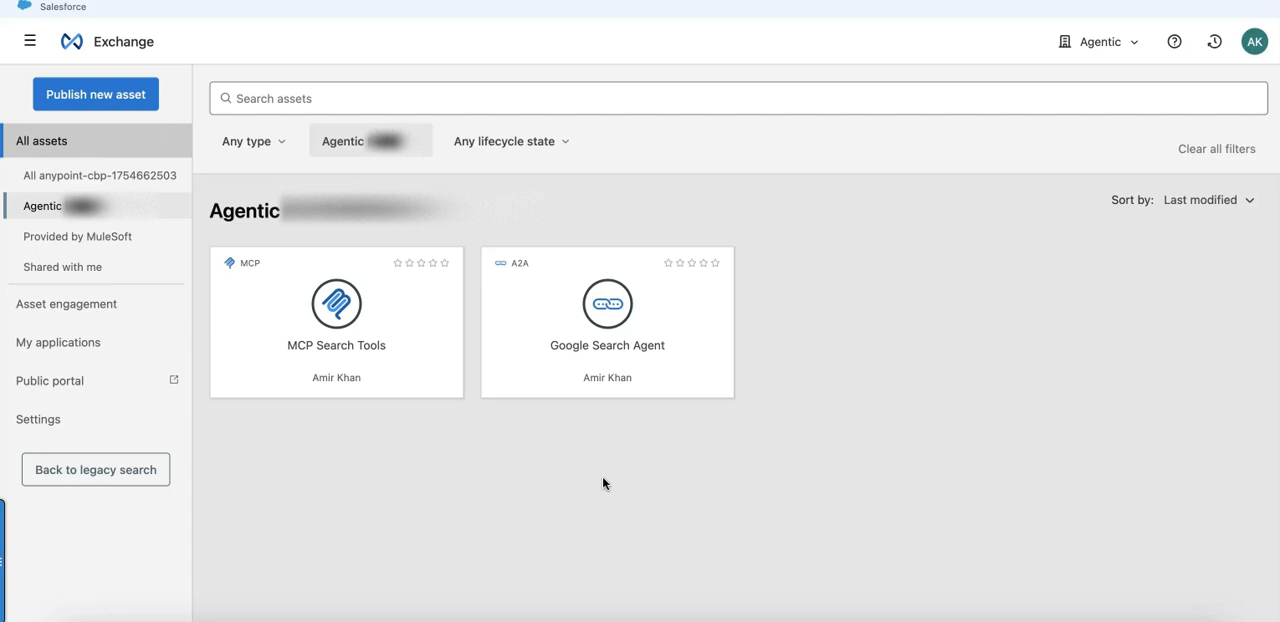 Salesforce
Exchange
Agentic
AK
Publish new asset
Search assets
All assets
Any type
Agentic
Any lifecycle state
Clear all filters
All anypoint-cbp-1754662503
Agentic
Provided by MuleSoft
Shared with me
Asset engagement
My applications
Public portal
Settings
Back to legacy search
Agentic
Sort by: Last modified
MCP
MCP Search Tools
Amir Khan
A2A
Google Search Agent
Amir Khan